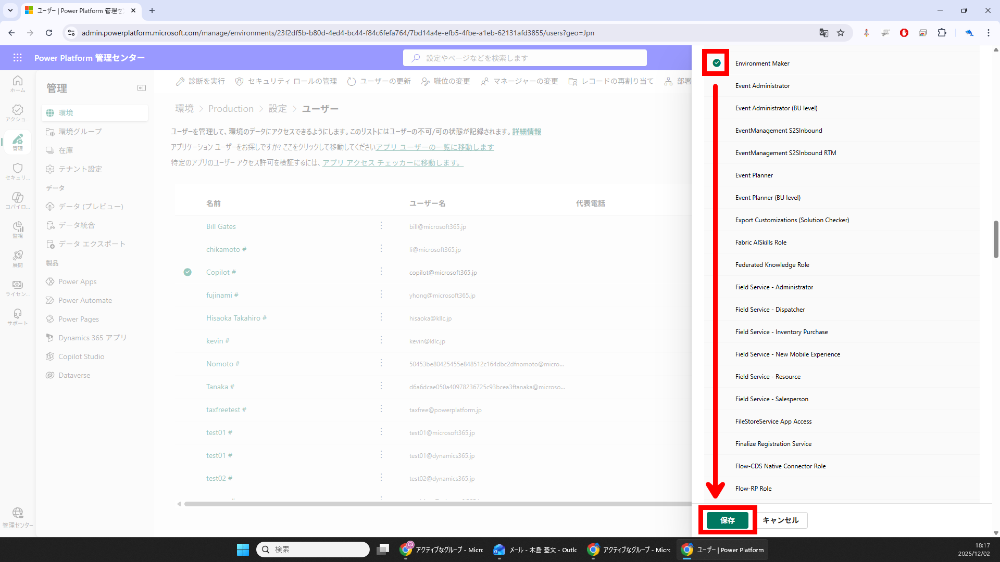 ユーザー | Power Platform 管理セ
admin.powerplatform.microsoft.com/manage/environments/23f2df5b-b80d-4ed4-bc44-f84c6fefa764/7bd14a4e-efb5-4fbe-a1eb-62131afd3855/users?geo=Jpn
Power Platform 管理センター
設定やページなどを検索します
ホーム
アクショ...
管理
セキュリ...
コパイロ...
監視
展開
ライセン...
サポート
管理センター
管理
環境
環境グループ
在庫
テナント設定
データ
データ (プレビュー)
データ統合
データ エクスポート
製品
Power Apps
Power Automate
Power Pages
Dynamics 365 アプリ
Copilot Studio
Dataverse
診断を実行 セキュリティ ロールの管理 ユーザーの更新 職位の変更 マネージャーの変更 レコードの再割り当て 部署
環境 > Production > 設定 > ユーザー
ユーザーを管理して、環境のデータにアクセスできるようにします。このリストにはユーザーの不可/可の状態が記録されます。詳細情報
アプリケーション ユーザーをお探しですか? ここをクリックして移動してくださいアプリ ユーザーの一覧に移動します
特定のアプリのユーザー アクセス許可を検証するには、アプリ アクセス チェッカーに移動します。
名前 ユーザー名 代表電話
Bill Gates bill@microsoft365.jp
chikamoto # li@microsoft365.jp
Copilot # copilot@microsoft365.jp
fujinami # yhong@microsoft365.jp
Hisaoka Takahiro # hisaoka@kllc.jp
kevin # kevin@kllc.jp
Nomoto # 50453be80425455e848512c164dbc2dfnomoto@micro...
Tanaka # d6a6dcae050a40978236725c93bcea3ftanaka@microso...
taxfreetest # taxfree@powerplatform.jp
test01 # test01@microsoft365.jp
test01 # test01@dynamics365.jp
test02 # test02@dynamics365.jp
Environment Maker
Event Administrator
Event Administrator (BU level)
EventManagement S2SInbound
EventManagement S2SInbound RTM
Event Planner
Event Planner (BU level)
Export Customizations (Solution Checker)
Fabric AISkills Role
Federated Knowledge Role
Field Service - Administrator
Field Service - Dispatcher
Field Service - Inventory Purchase
Field Service - New Mobile Experience
Field Service - Resource
Field Service - Salesperson
FileStoreService App Access
Finalize Registration Service
Flow-CDS Native Connector Role
Flow-RP Role
保存 キャンセル
検索
アクティブなグループ - Micr
メール - 木島 基文 - Outlo
アクティブなグループ - Micr
ユーザー | Power Platform
18:17
2025/12/02